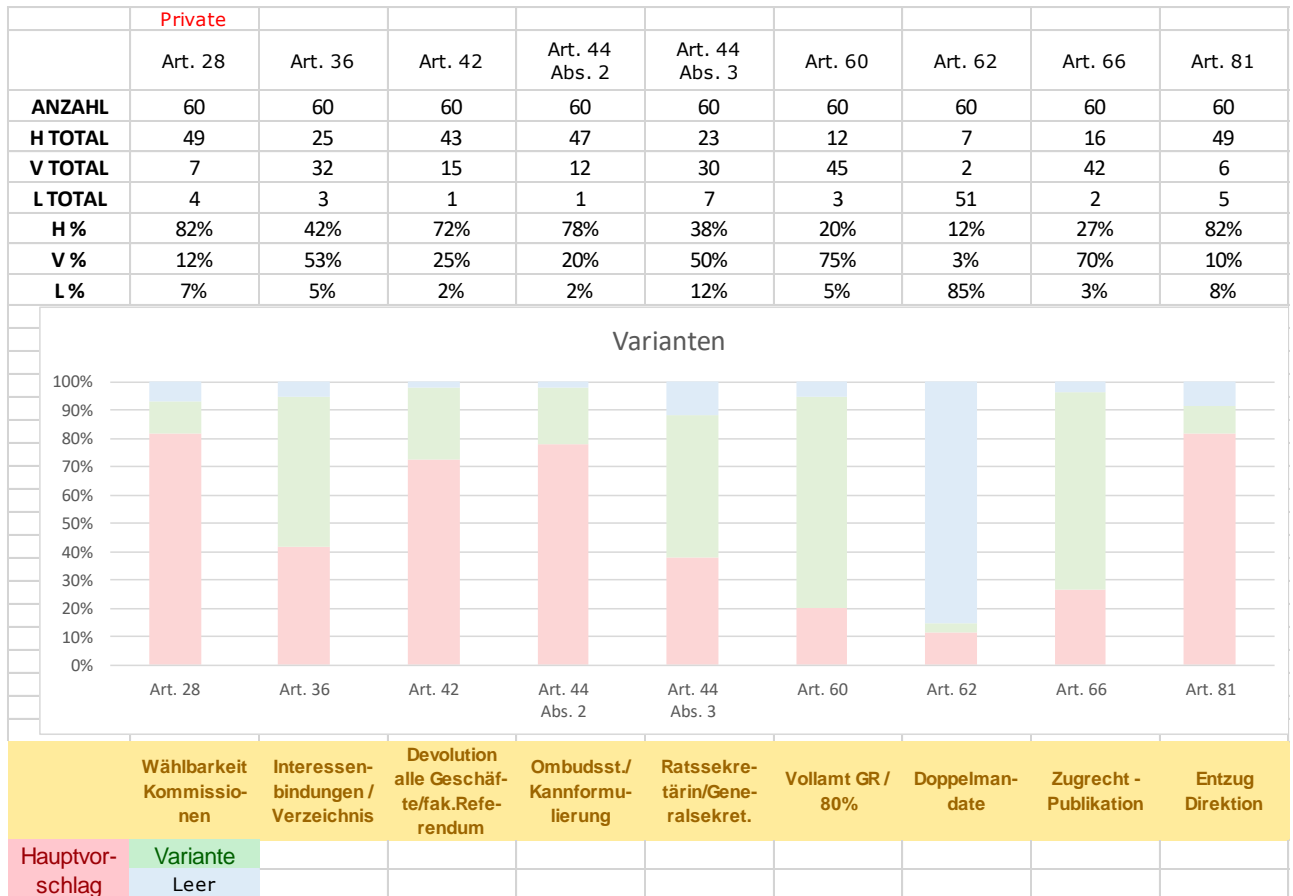 Private
Art. 28 Art. 36 Art. 42 Art. 44 Abs. 2 Art. 44 Abs. 3 Art. 60 Art. 62 Art. 66 Art. 81
ANZAHL 60 60 60 60 60 60 60 60 60
H TOTAL 49 25 43 47 23 12 7 16 49
V TOTAL 7 32 15 12 30 45 2 42 6
L TOTAL 4 3 1 1 7 3 51 2 5
H % 82% 42% 72% 78% 38% 20% 12% 27% 82%
V % 12% 53% 25% 20% 50% 75% 3% 70% 10%
L % 7% 5% 2% 2% 12% 5% 85% 3% 8%
Varianten
100%
90%
80%
70%
60%
50%
40%
30%
20%
10%
0%
Art. 28 Art. 36 Art. 42 Art. 44 Abs. 2 Art. 44 Abs. 3 Art. 60 Art. 62 Art. 66 Art. 81
Wählbarkeit
Kommissio-
nen
Interessen-
bindungen /
Verzeichnis
Devolution
alle Geschäf-
te/fak.Refe-
rendum
Ombudsst./
Kannformu-
lierung
Ratssekre-
tärin/Gene-
ralsekret.
Vollamt GR /
80%
Doppelman-
date
Zugrecht -
Publikation
Entzug
Direktion
Hauptvor-
schlag
Variante
Leer